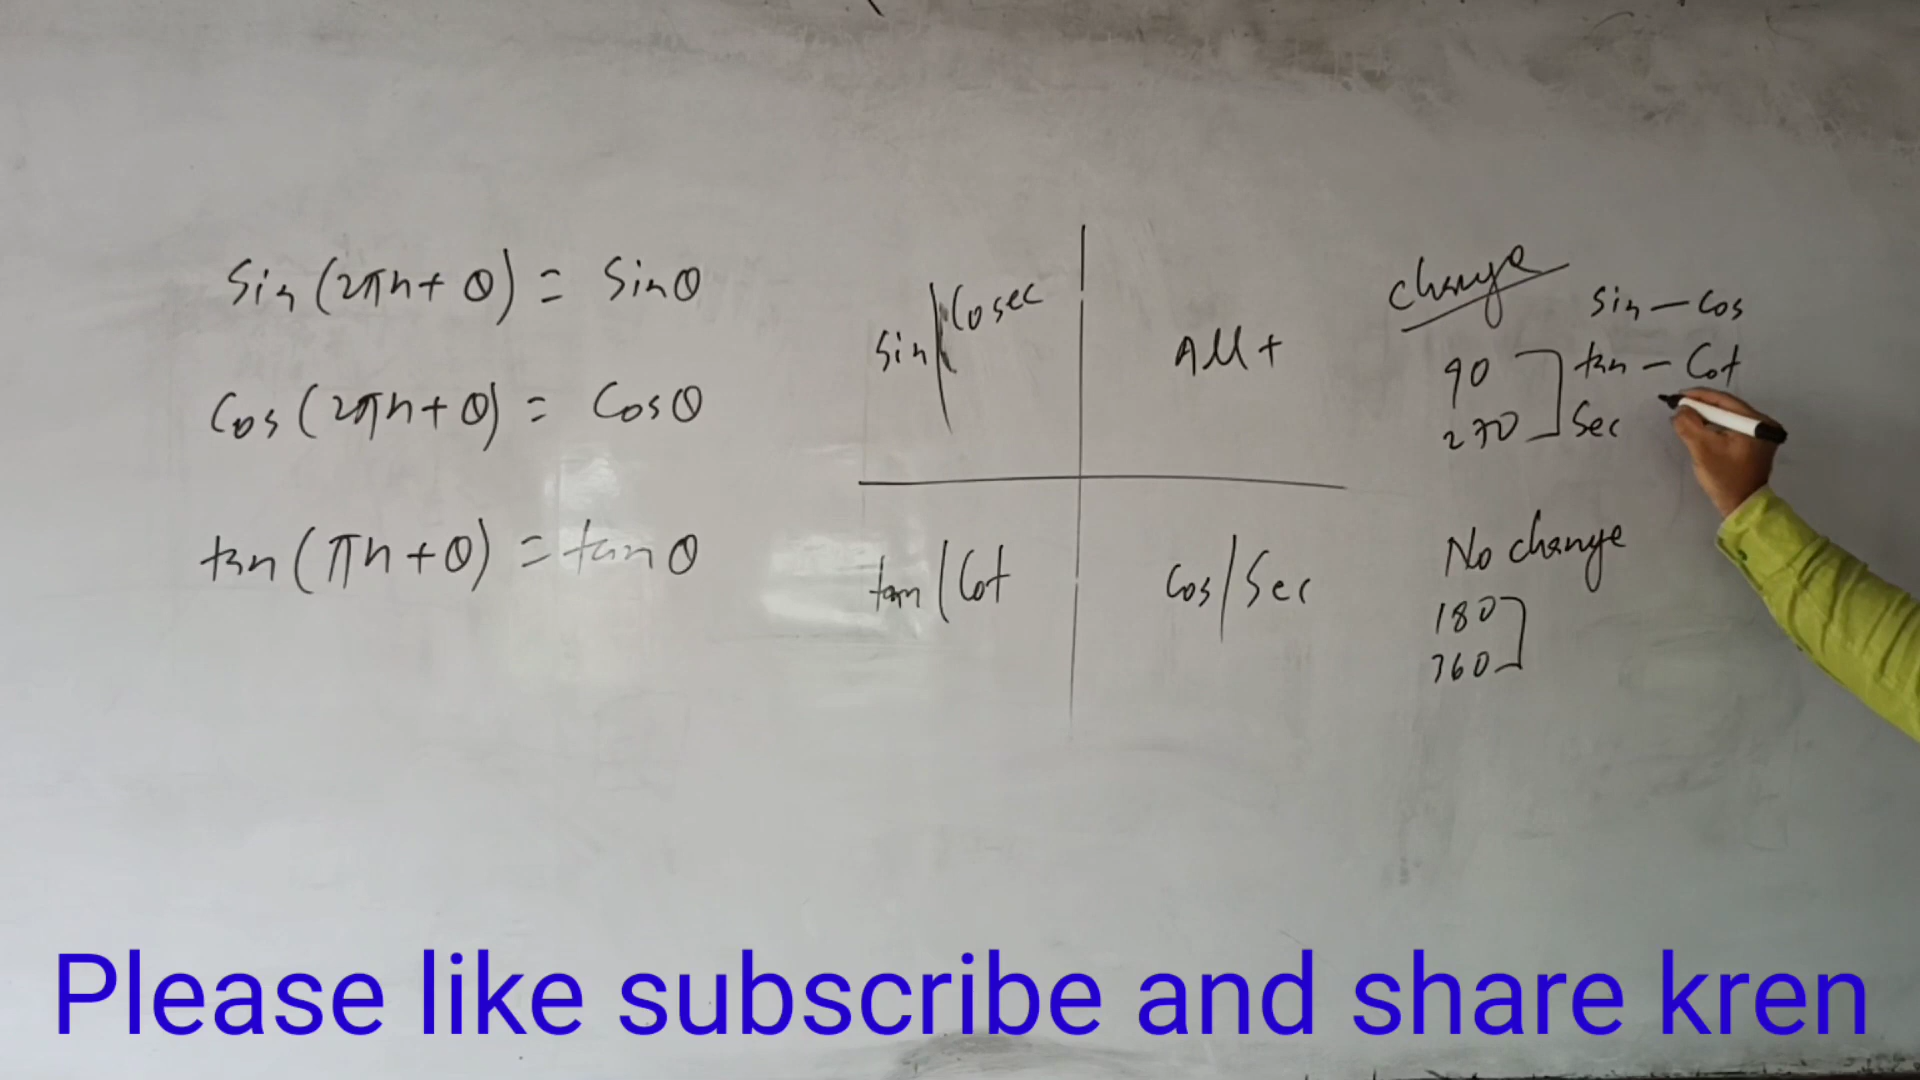 Sin (2πn + θ) = Sinθ
Cos (2πn + θ) = Cosθ
tan (πn + θ) = tanθ
Sin | Cosec
All +
tan | Cot
Cos / Sec
Change
90
270
Sin — Cos
tan — Cot
Sec
No change
180
360
Please like subscribe and share kren